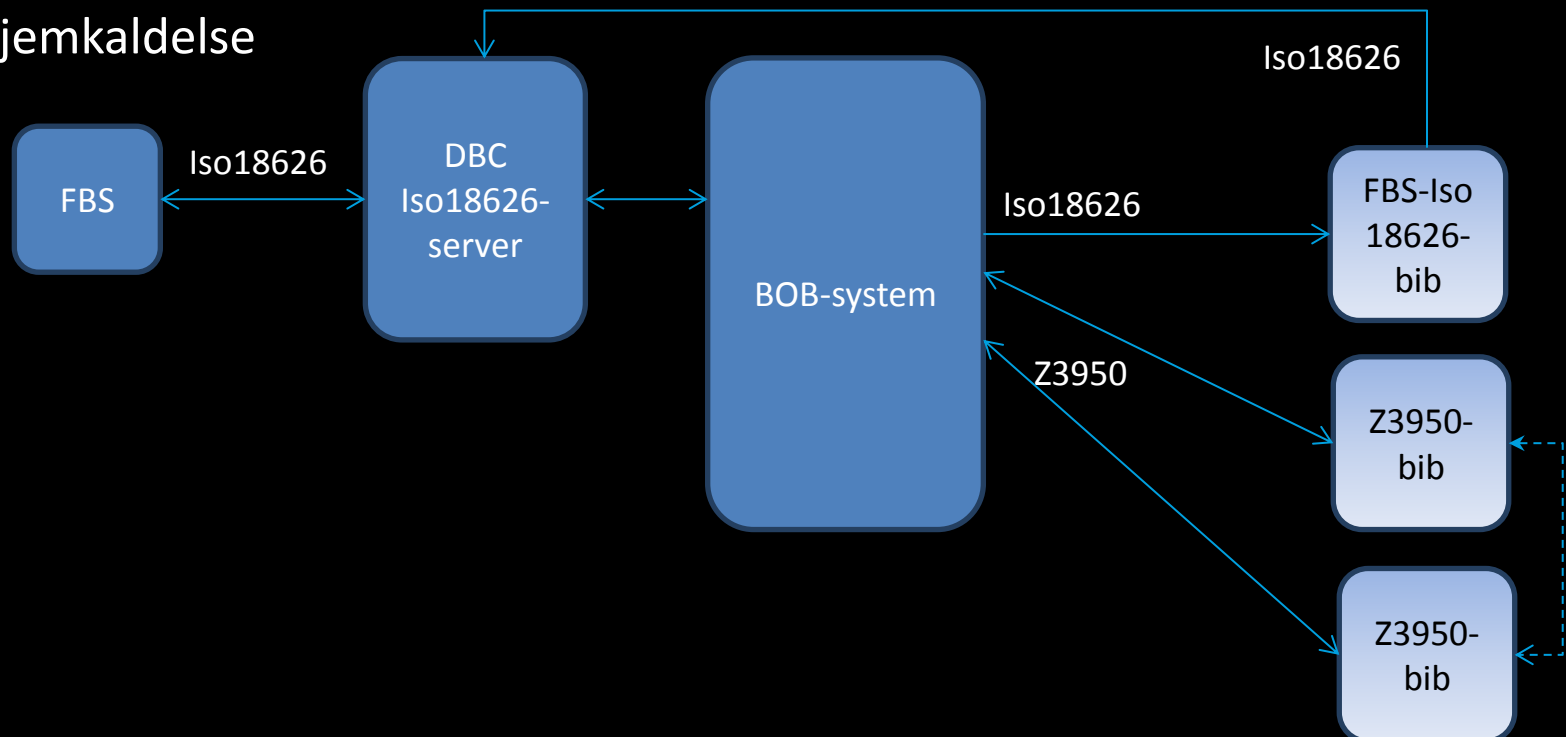 jemkaldelse
Iso18626
FBS
Iso18626
DBC
Iso18626-
server
BOB-system
Iso18626
FBS-Iso
18626-
bib
Z3950
Z3950-
bib
Z3950-
bib